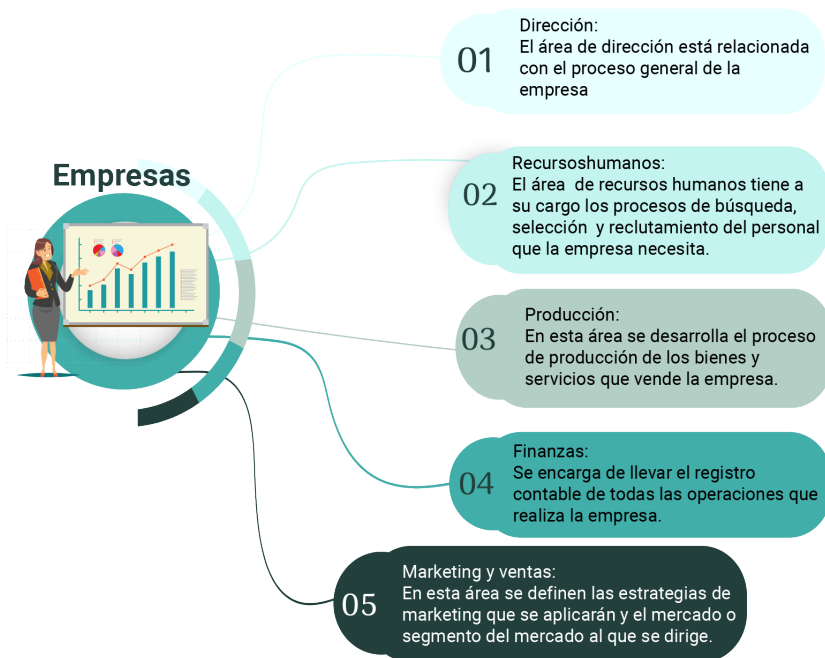 Empresas
01
Dirección:
El área de dirección está relacionada
con el proceso general de la
empresa
02
Recursoshumanos:
El área  de recursos humanos tiene a
su cargo los procesos de búsqueda,
selección  y reclutamiento del personal
que la empresa necesita.
03
Producción:
En esta área se desarrolla el proceso
de producción de los bienes y
servicios que vende la empresa.
04
Finanzas:
Se encarga de llevar el registro
contable de todas las operaciones que
realiza la empresa.
05
Marketing y ventas:
En esta área se definen las estrategias de
marketing que se aplicarán y el mercado o
segmento del mercado al que se dirige.